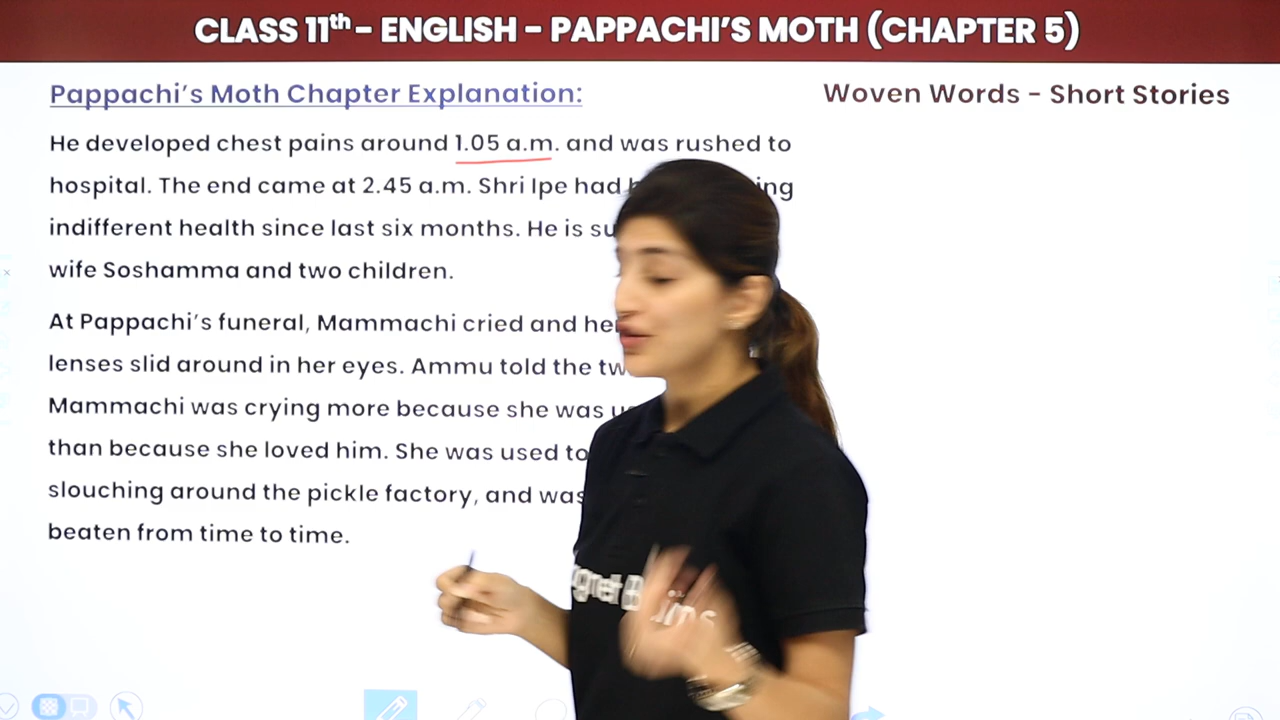 CLASS 11th - ENGLISH - PAPPACHI'S MOTH (CHAPTER 5)
Pappachi's Moth Chapter Explanation:
Woven Words - Short Stories
He developed chest pains around 1.05 a.m. and was rushed to
hospital. The end came at 2.45 a.m. Shri Ipe had
indifferent health since last six months. He is
wife Soshamma and two children.
At Pappachi's funeral, Mammachi cried and
lenses slid around in her eyes. Ammu told the
Mammachi was crying more because she was
than because she loved him. She was used to
slouching around the pickle factory, and was
beaten from time to time.